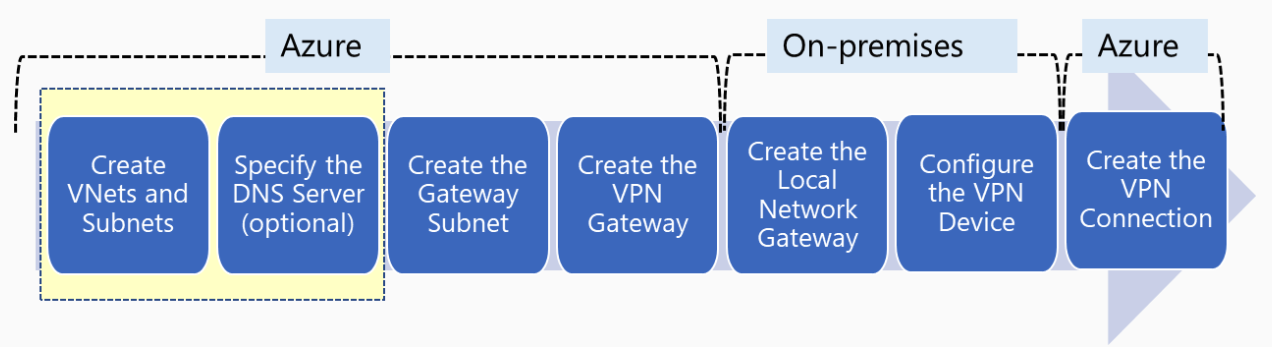 Azure
On-premises
Azure
Create
VNets and
Subnets
Specify the
DNS Server
(optional)
Create the
Gateway
Subnet
Create the
VPN
Gateway
Create the
Local
Network
Gateway
Configure
the VPN
Device
Create the
VPN
Connection